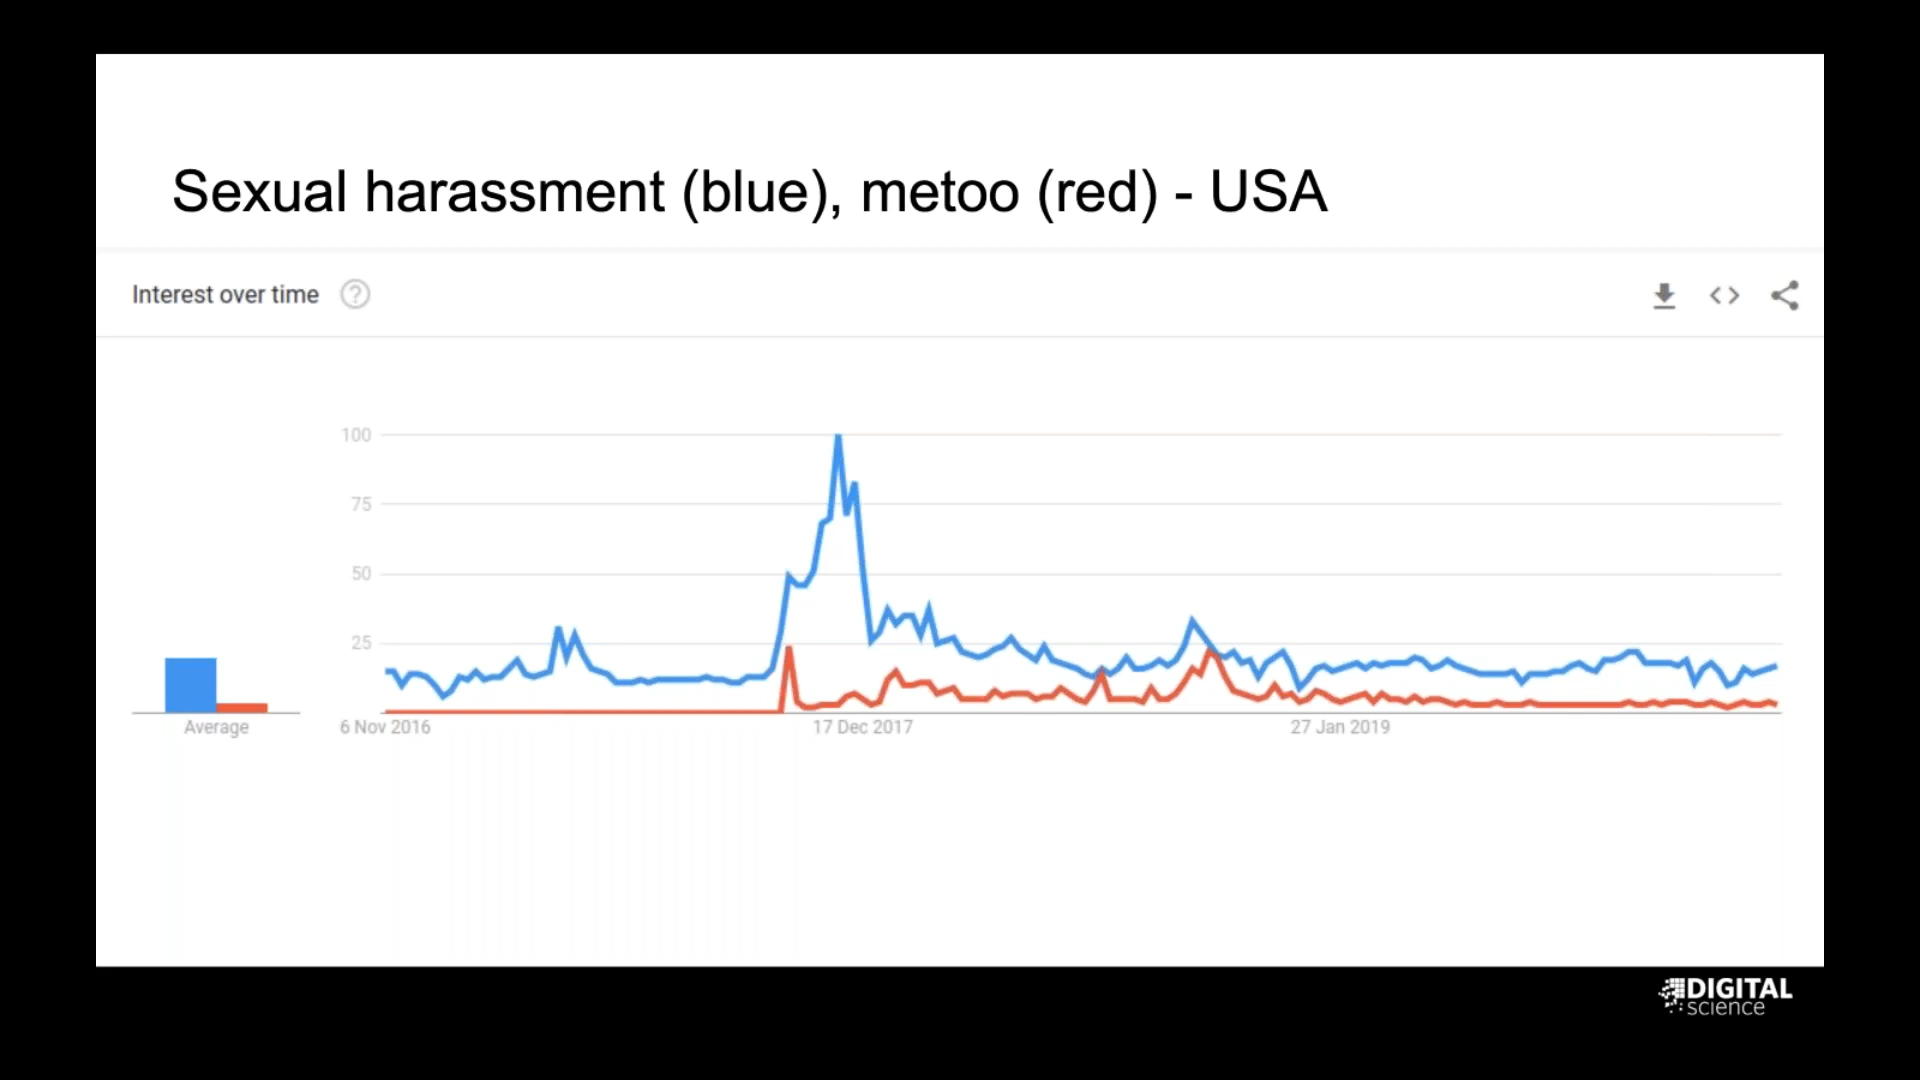 Sexual harassment (blue), metoo (red) - USA
Interest over time ?
100
75
50
25
Average
6 Nov 2016
17 Dec 2017
27 Jan 2019
DIGITAL
science